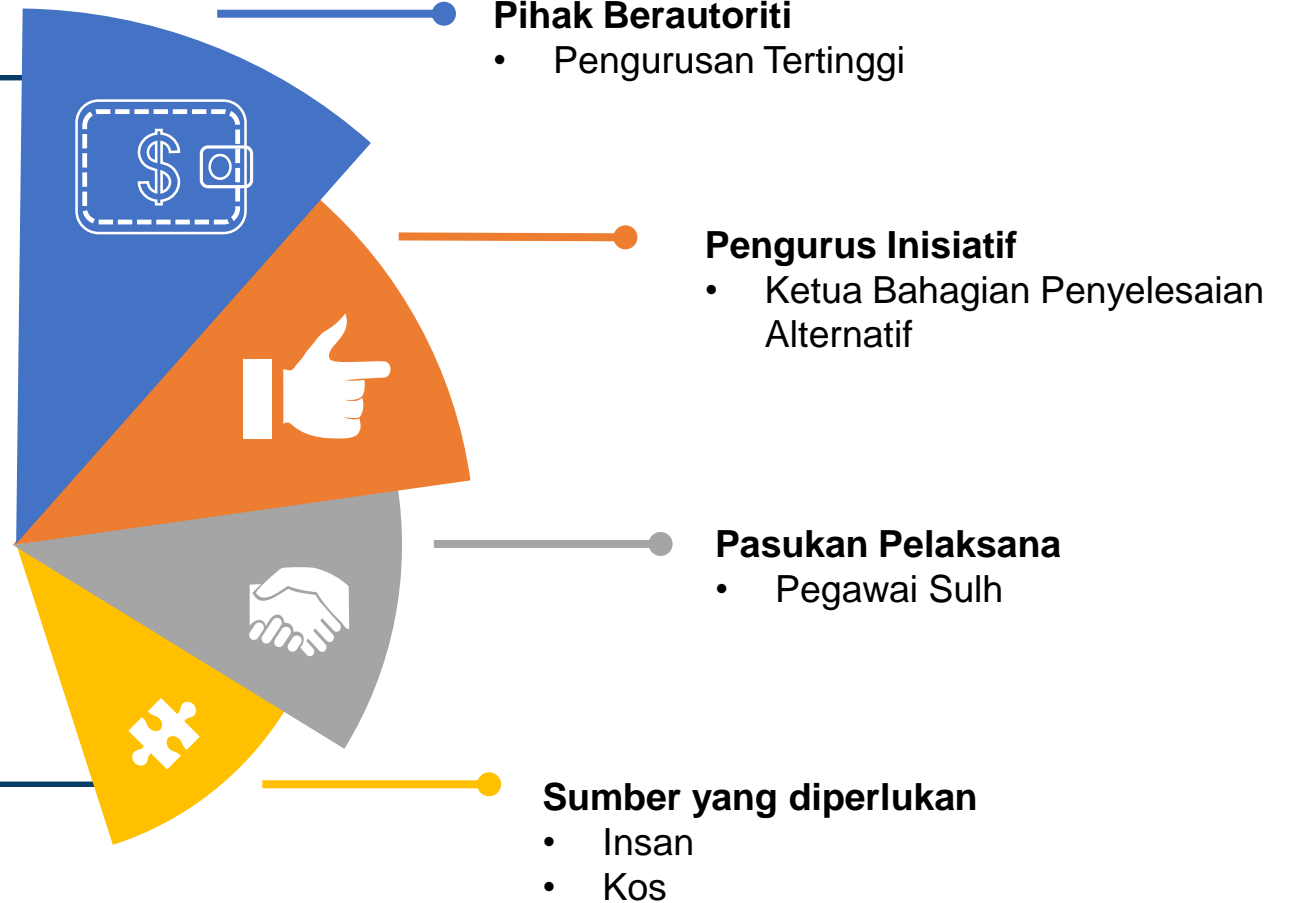 Pihak Berautoriti
• Pengurusan Tertinggi
$
Pengurus Inisiatif
• Ketua Bahagian Penyelesaian
Alternatif
Pasukan Pelaksana
• Pegawai Sulh
Sumber yang diperlukan
• Insan
• Kos